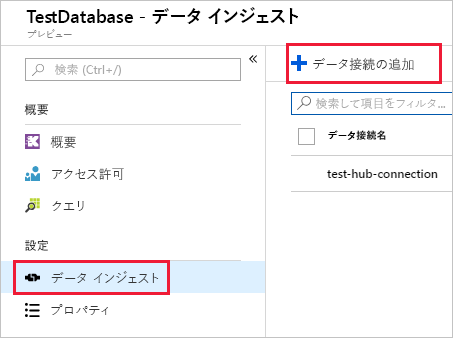 TestDatabase - データ インジェスト
プレビュー
検索 (Ctrl+/)
«
概要
概要
アクセス許可
クエリ
設定
データ インジェスト
プロパティ
データ接続の追加
検索して項目をフィルタ...
データ接続名
test-hub-connection